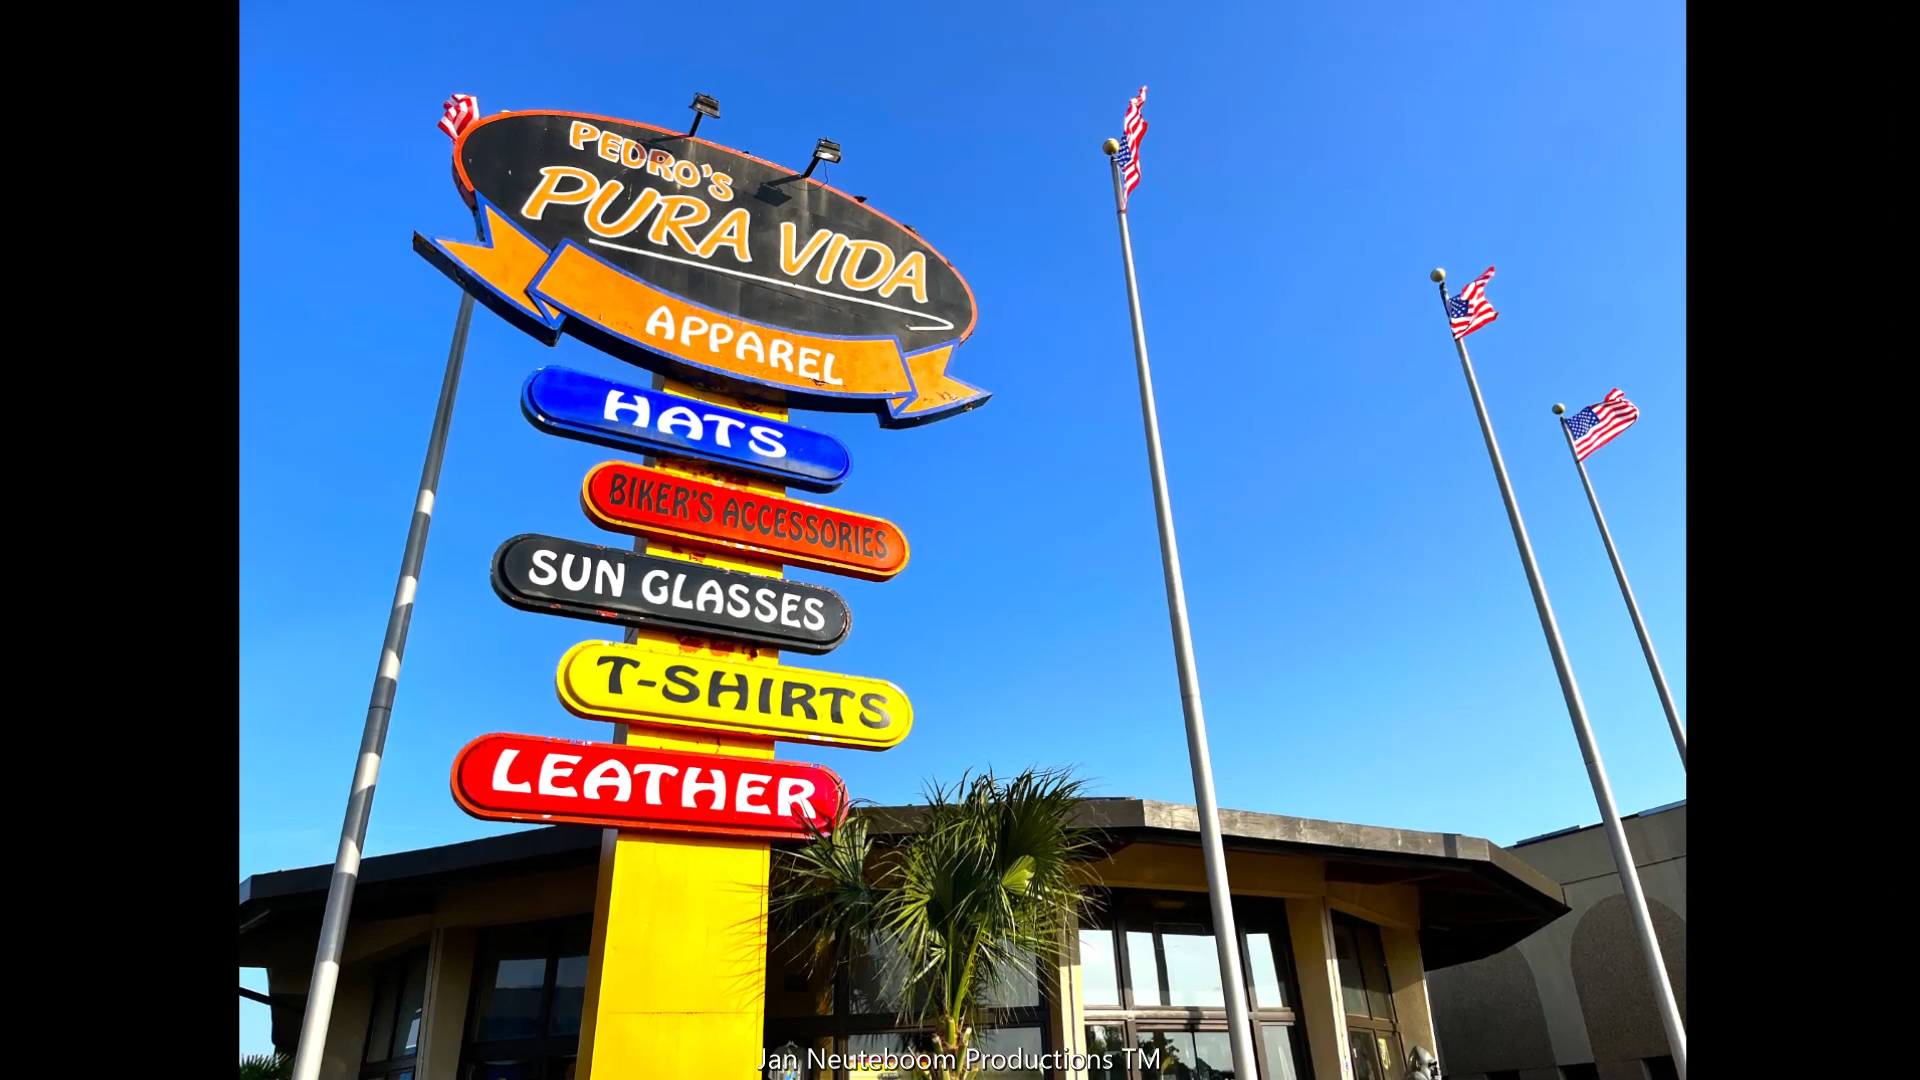 PEDRO'S
PURA VIDA
APPAREL
HATS
BIKER'S ACCESSORIES
SUN GLASSES
T-SHIRTS
LEATHER
Jan Neuteboom Productions TM